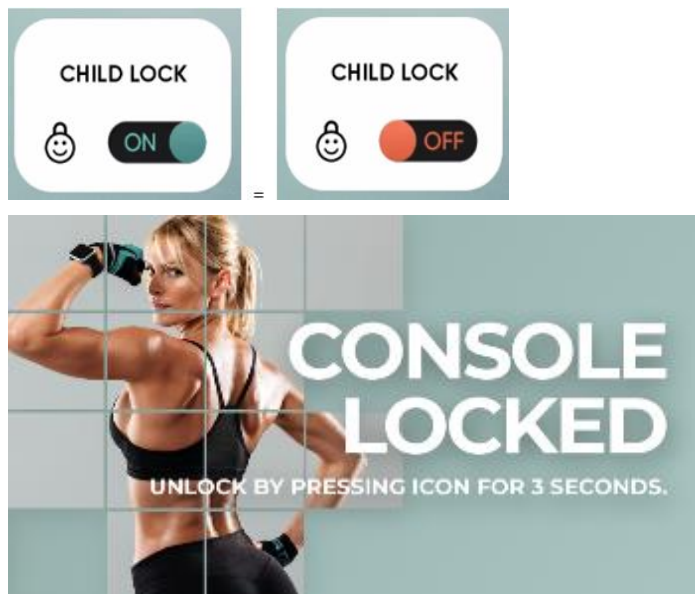 CHILD LOCK
ON
=
CHILD LOCK
OFF
CONSOLE
LOCKED
UNLOCK BY PRESSING ICON FOR 3 SECONDS.